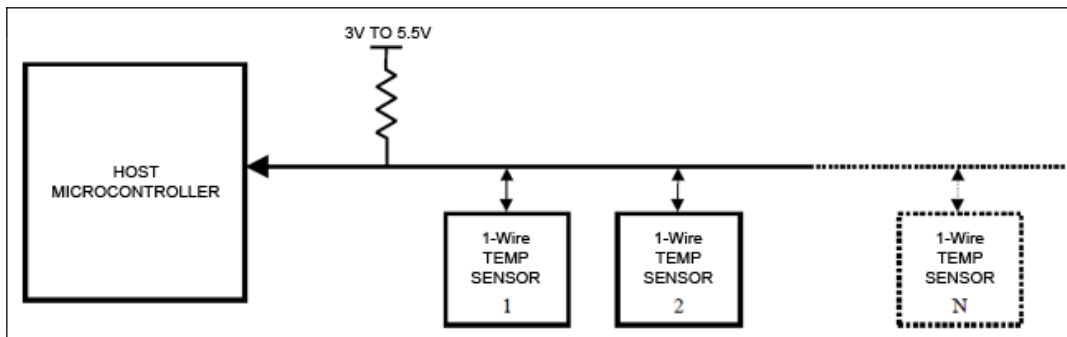 3V TO 5.5V
HOST
MICROCONTROLLER
1-Wire
TEMP
SENSOR
1
1-Wire
TEMP
SENSOR
2
1-Wire
TEMP
SENSOR
N